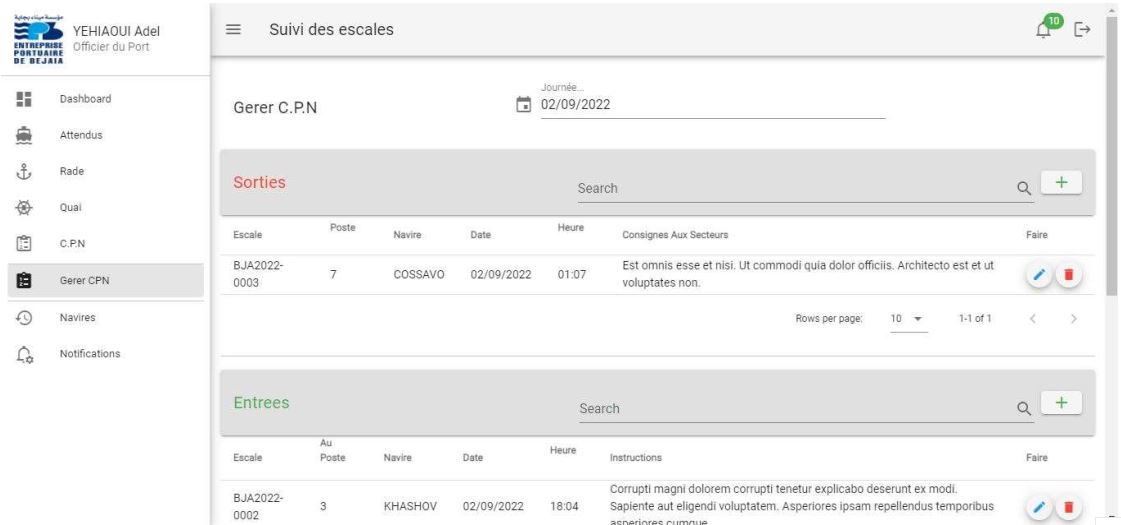 YEHIAOUI Adel
Officier du Port
ENTREPRISE
PORTUAIRE
DE BEJAIA
Suivi des escales
10
Dashboard
Attendus
Rade
Quai
C.P.N
Gerer CPN
Navires
Notifications
Gerer C.P.N
Journée...
02/09/2022
Sorties
Search
+
Escale Poste Navire Date Heure Consignes Aux Secteurs Faire
BJA2022-0003 7 COSSAVO 02/09/2022 01:07 Est omnis esse et nisi. Ut commodi quia dolor officiis. Architecto est et ut
voluptates non.
Rows per page: 10 1-1 of 1
Entrees
Search
+
Escale Au Poste Navire Date Heure Instructions Faire
BJA2022-0002 3 KHASHOV 02/09/2022 18:04 Corrupti magni dolorem corrupti tenetur explicabo deserunt ex modi.
Sapiente aut eligendi voluptatem. Asperiores ipsam repellendus temporibus
asperiores cumque